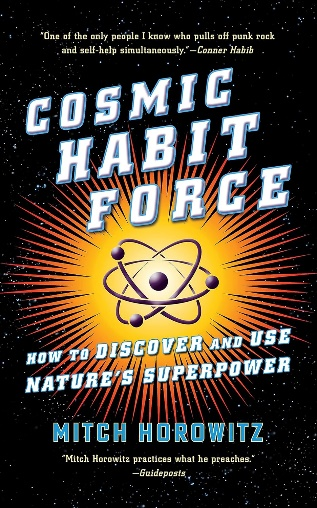 "One of the only people I know who pulls off punk rock
and self-help simultaneously."—Conner Habib
COSMIC
HABIT
FORCE
HOW TO DISCOVER AND USE
NATURE'S SUPERPOWER
MITCH HOROWITZ
"Mitch Horowitz practices what he preaches."
—Guideposts